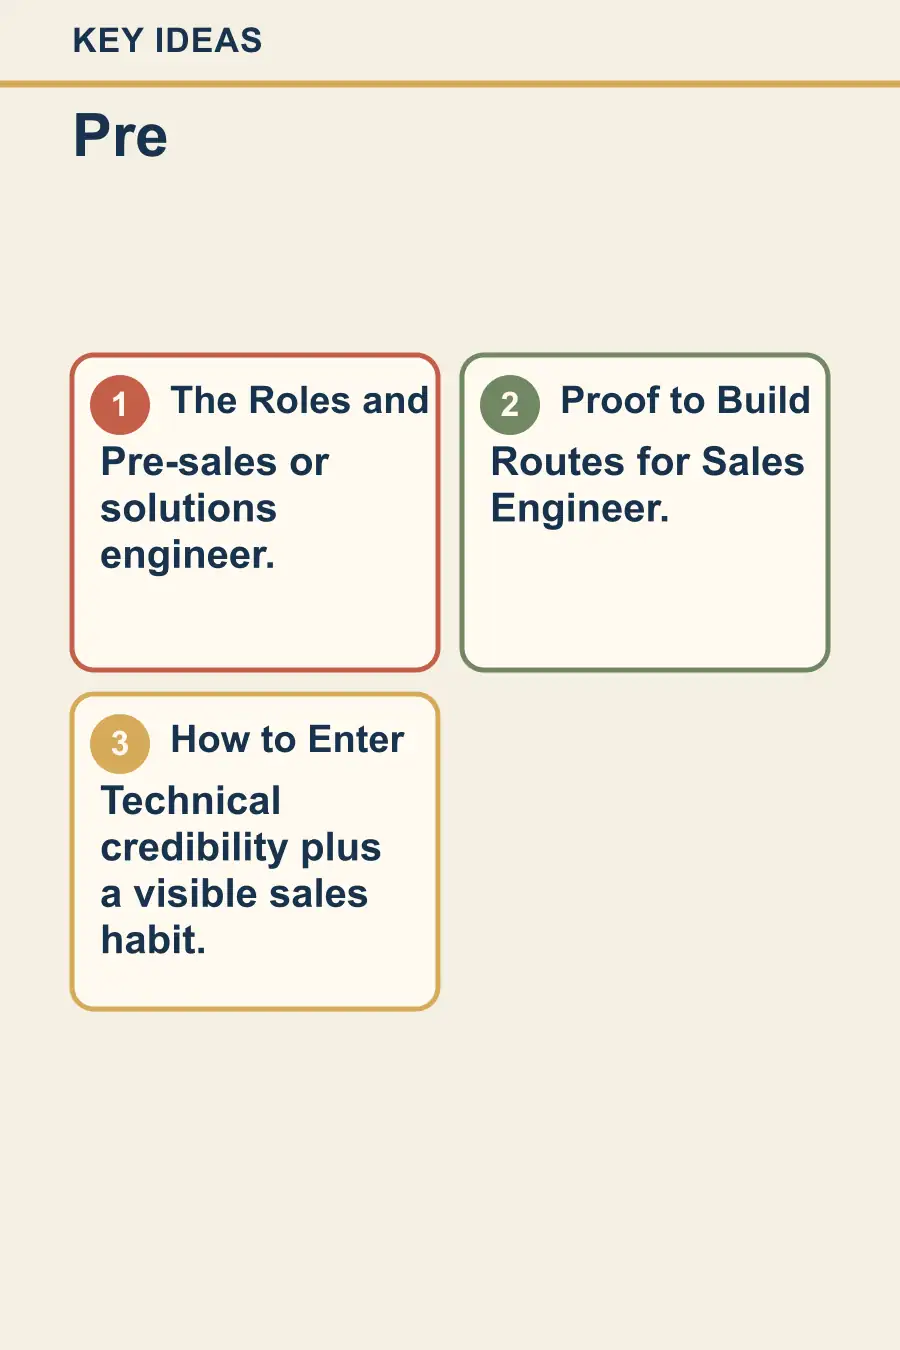 KEY IDEAS
Pre
1 The Roles and
Pre-sales or
solutions
engineer.
2 Proof to Build
Routes for Sales
Engineer.
3 How to Enter
Technical
credibility plus
a visible sales
habit.